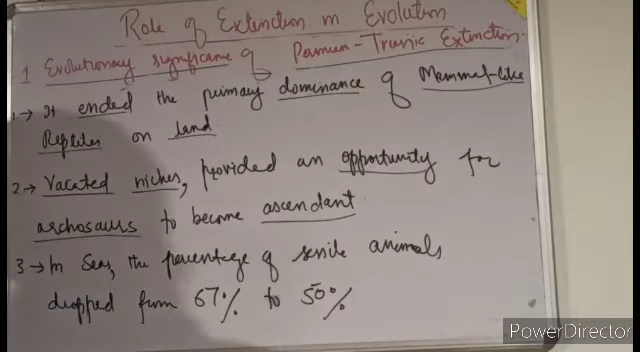 Role of Extinction in Evolution
1 Evolutionary significance of Permian-Triassic Extinction.
1→ It ended the primary dominance of Mammal-like
Reptiles on land
2→ Vacated niches, provided an opportunity for
archosaurs to become ascendant
3→ In Seas, the percentage of sessile animals
dropped from 67% to 50%
PowerDirector